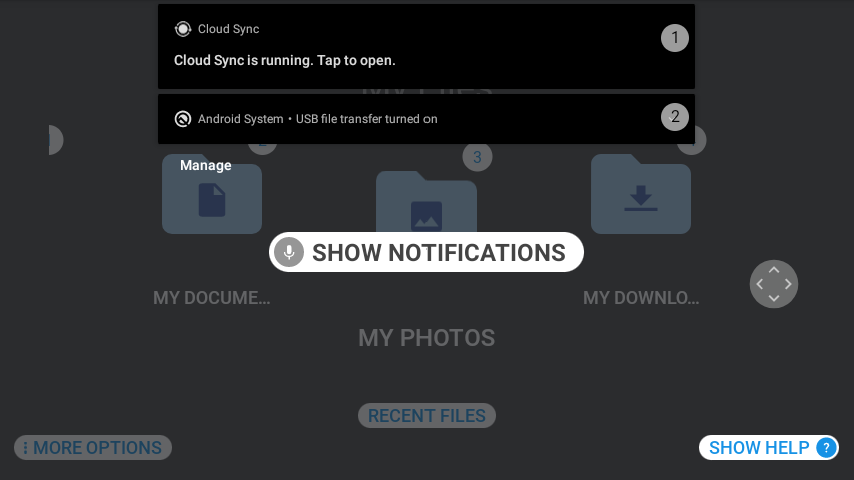 Cloud Sync
1
Cloud Sync is running. Tap to open.
Android System • USB file transfer turned on
2
Manage
3
SHOW NOTIFICATIONS
MY DOCUME...
MY DOWNLO...
MY PHOTOS
RECENT FILES
MORE OPTIONS
SHOW HELP ?